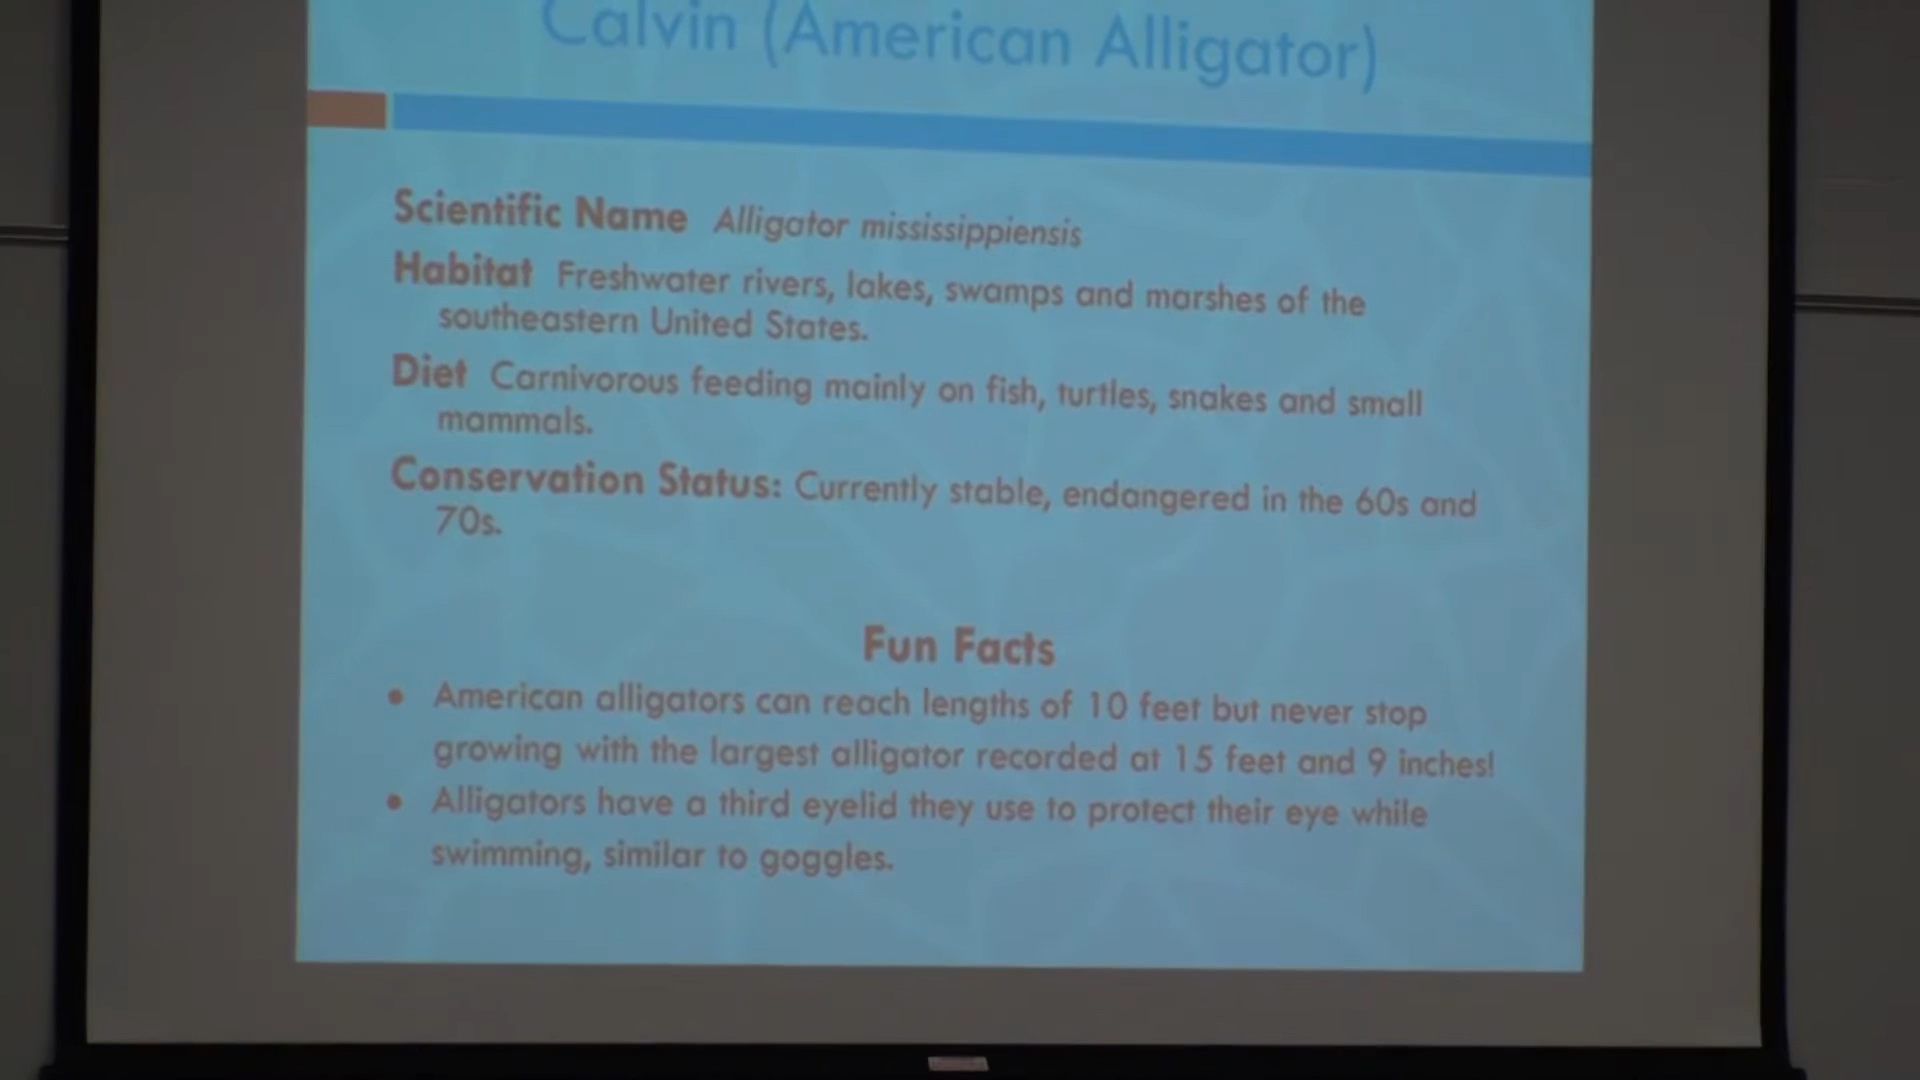 Calvin (American Alligator)
Scientific Name Alligator mississippiensis
Habitat Freshwater rivers, lakes, swamps and marshes of the
southeastern United States.
Diet Carnivorous feeding mainly on fish, turtles, snakes and small
mammals.
Conservation Status: Currently stable, endangered in the 60s and
70s.
Fun Facts
• American alligators can reach lengths of 10 feet but never stop
growing with the largest alligator recorded at 15 feet and 9 inches!
• Alligators have a third eyelid they use to protect their eye while
swimming, similar to goggles.